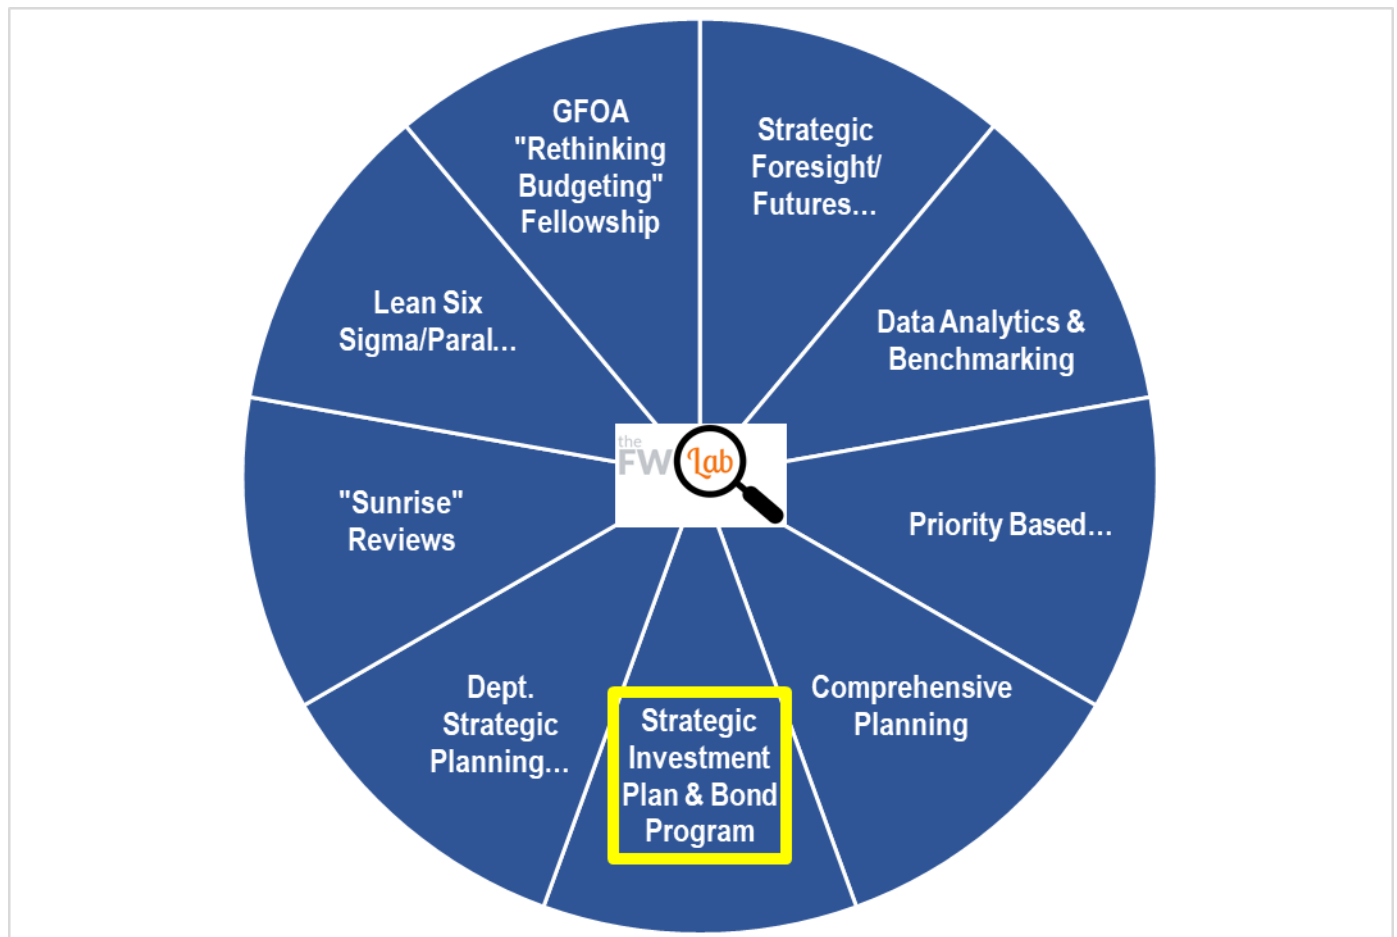 GFOA
"Rethinking
Budgeting"
Fellowship
Strategic
Foresight/
Futures...
Data Analytics &
Benchmarking
Priority Based...
Comprehensive
Planning
Strategic
Investment
Plan & Bond
Program
Dept.
Strategic
Planning...
"Sunrise"
Reviews
Lean Six
Sigma/Paral...
the
FW Lab